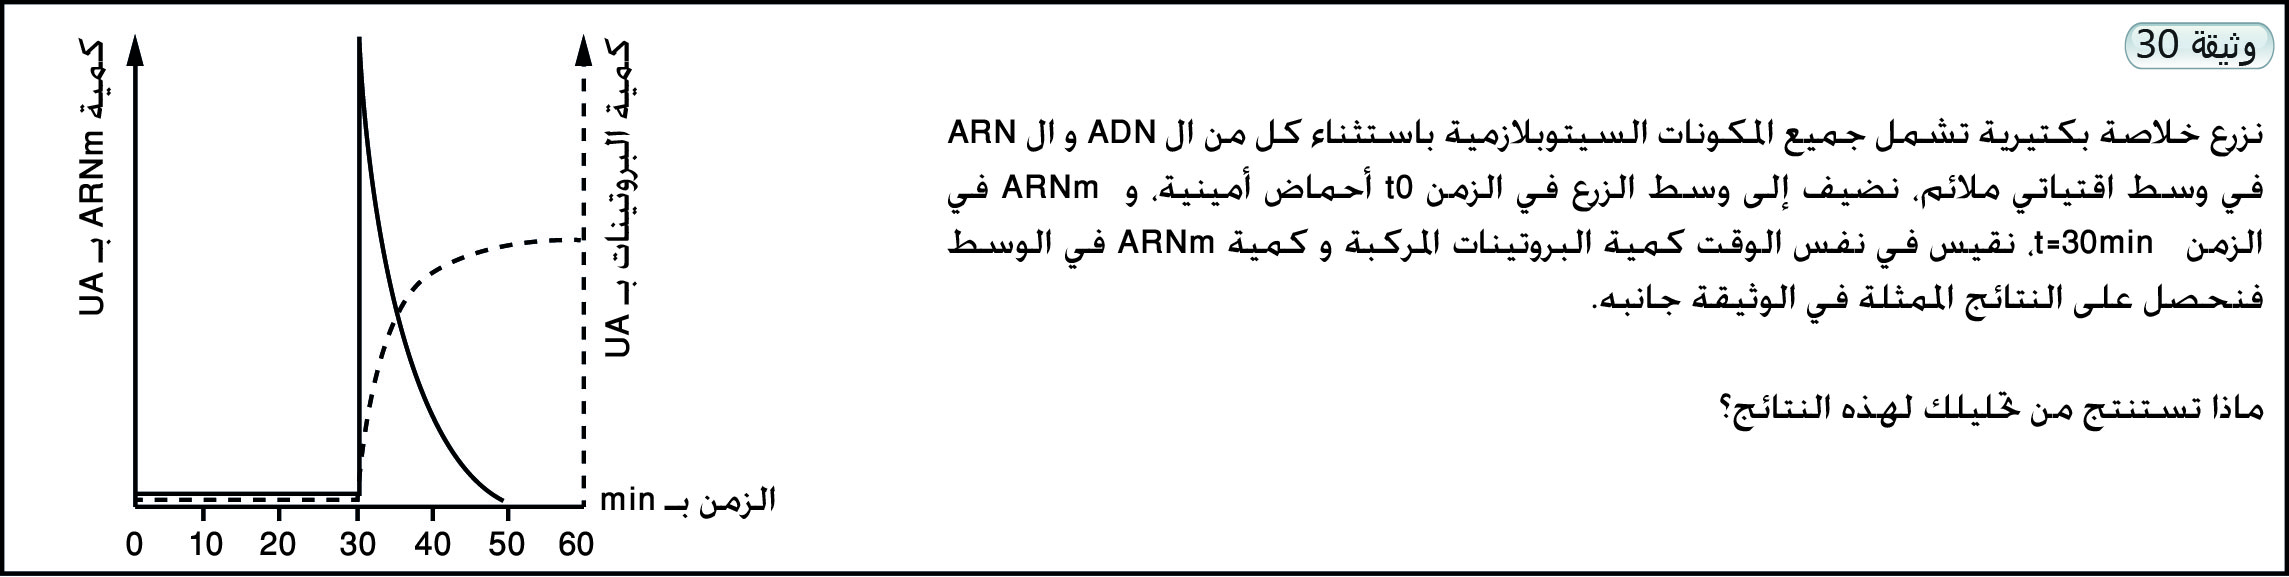 وثيقة 30
نزرع خلاصة بكتيرية تشمل جميع المكونات السيتوبلازمية باستثناء كل من ال ADN و ال ARN
في وسط اقتياتي ملائم، نضيف إلى وسط الزرع في الزمن t0 أحماض أمينية، و ARNm في
الزمن t=30min، نقيس في نفس الوقت كمية البروتينات المركبة و كمية ARNm في الوسط
فنحصل على النتائج الممثلة في الوثيقة جانبه.
ماذا تستنتج من تحليلك لهذه النتائج؟
كمية ARNm بـ UA
كمية البروتينات بـ UA
الزمن بـ min
0 10 20 30 40 50 60